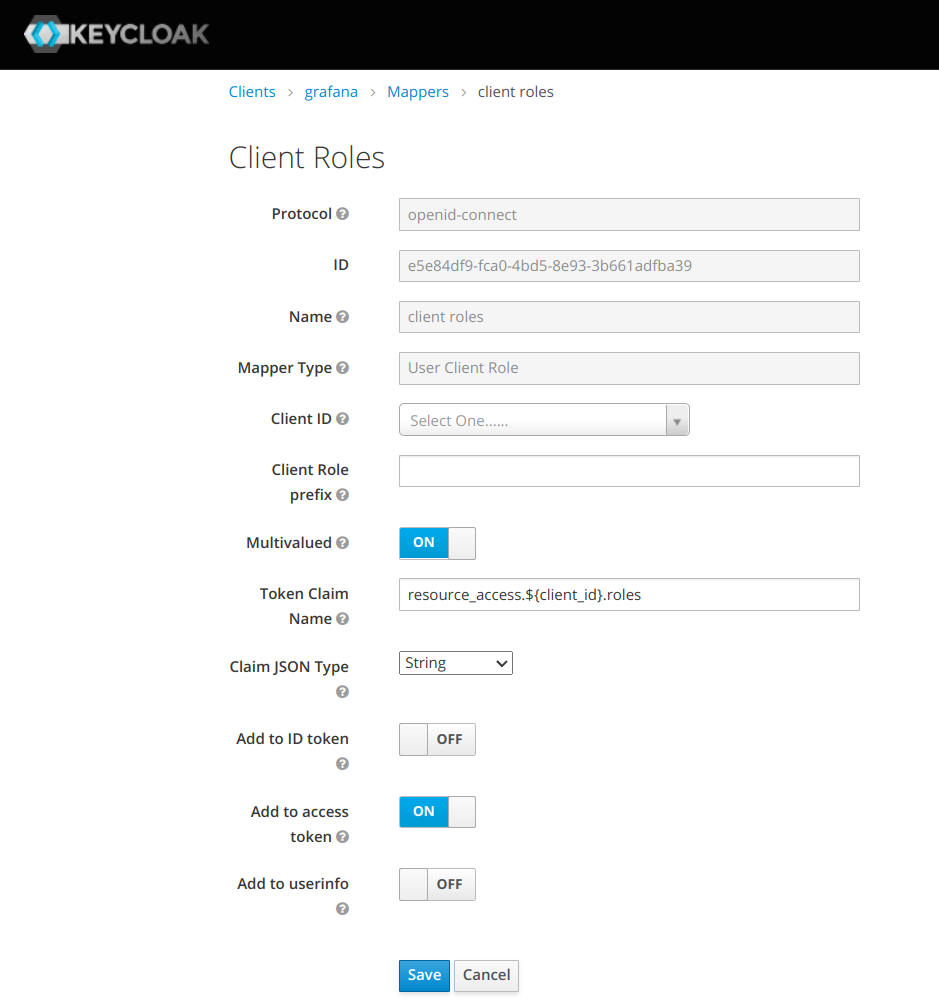 KEYCLOAK
Clients > grafana > Mappers > client roles
Client Roles
Protocol ?
openid-connect
ID
e5e84df9-fca0-4bd5-8e93-3b661adfba39
Name ?
client roles
Mapper Type ?
User Client Role
Client ID ?
Select One......
Client Role
prefix ?
Multivalued ?
ON
Token Claim
Name ?
resource_access.${client_id}.roles
Claim JSON Type
?
String
Add to ID token
?
OFF
Add to access
token ?
ON
Add to userinfo
?
OFF
Save Cancel